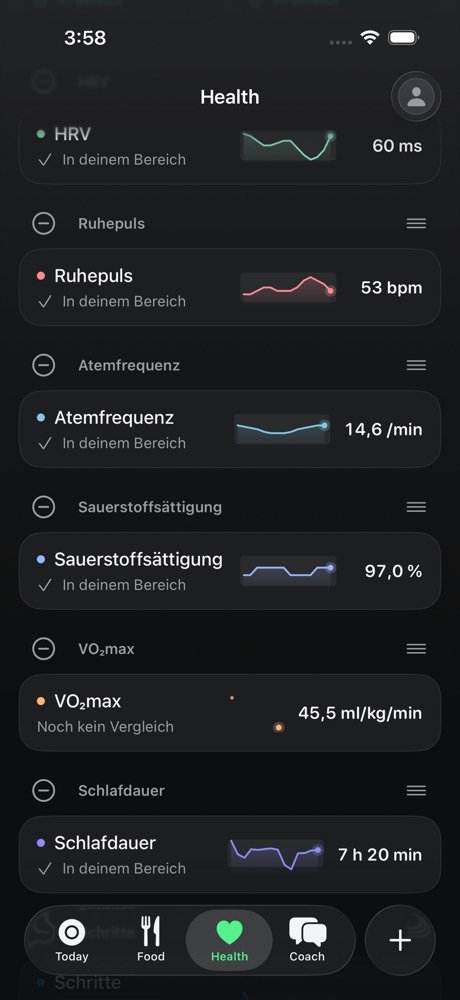 3:58
HRV
Health
HRV
In deinem Bereich
60 ms
Ruhepuls
Ruhepuls
In deinem Bereich
53 bpm
Atemfrequenz
Atemfrequenz
In deinem Bereich
14,6 /min
Sauerstoffsättigung
Sauerstoffsättigung
In deinem Bereich
97,0 %
VO₂max
VO₂max
Noch kein Vergleich
45,5 ml/kg/min
Schlafdauer
Schlafdauer
In deinem Bereich
7 h 20 min
Schritte
Today
Food
Health
Coach
Schritte